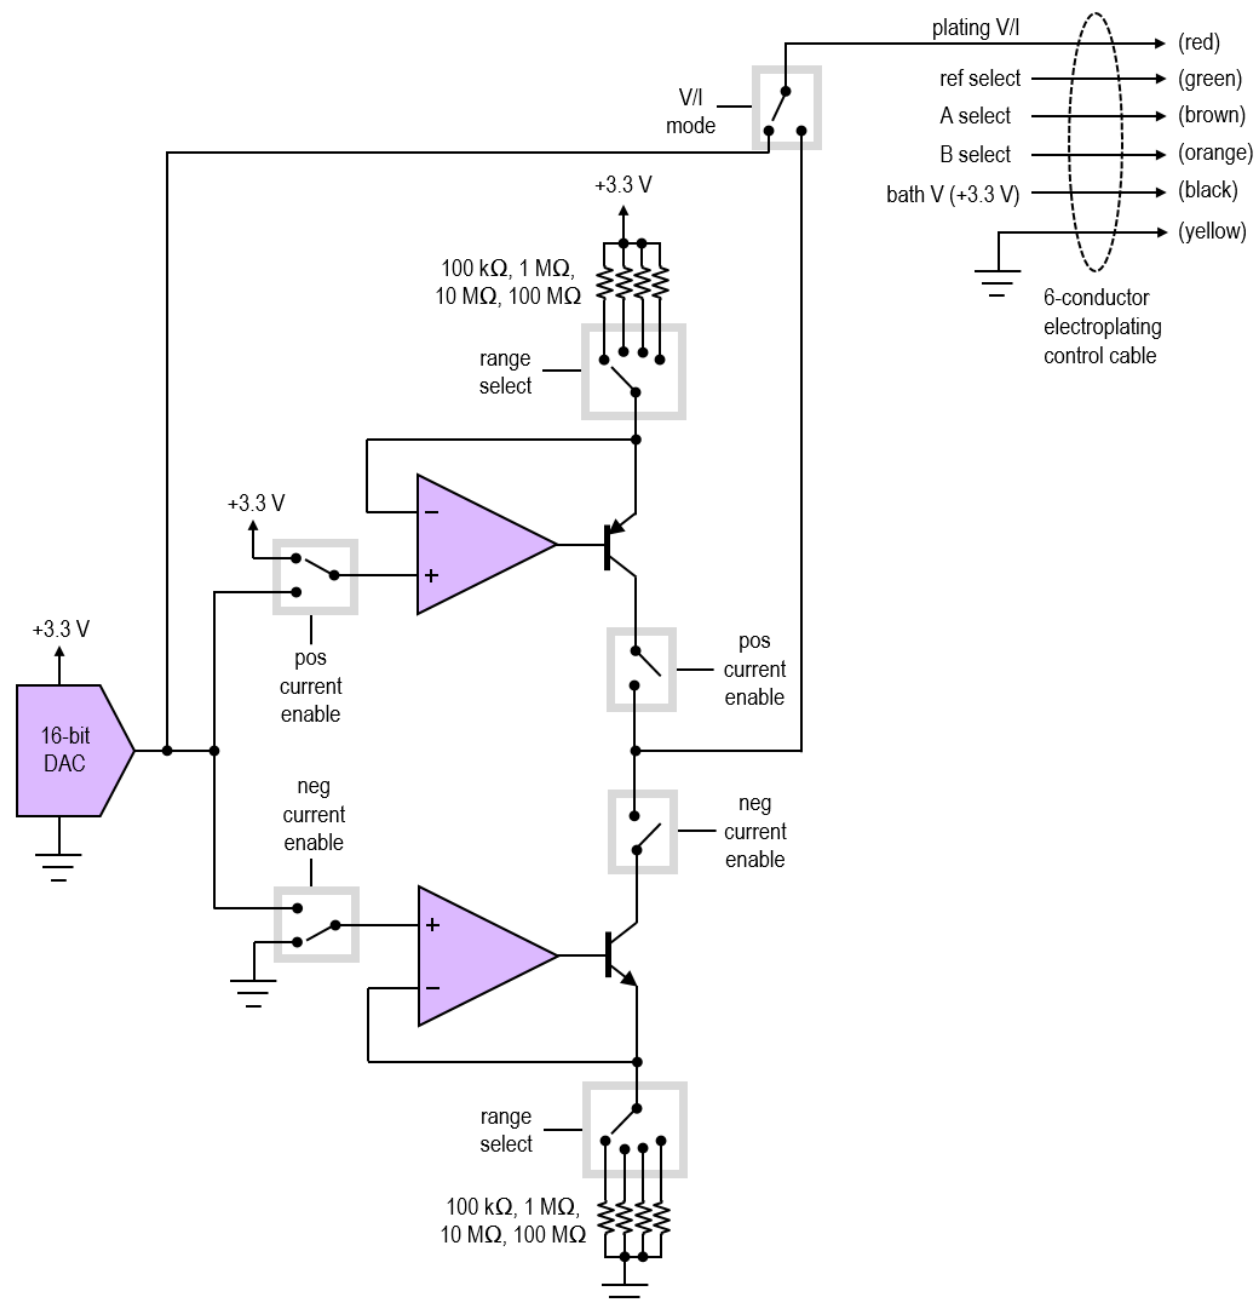 plating V/I
(red)
ref select
(green)
V/I
mode
A select
(brown)
B select
(orange)
bath V (+3.3 V)
(black)
(yellow)
6-conductor
electroplating
control cable
+3.3 V
100 kΩ, 1 MΩ,
10 MΩ, 100 MΩ
range
select
+3.3 V
−
+
pos
current
enable
+3.3 V
pos
current
enable
16-bit
DAC
neg
current
enable
neg
current
enable
+
−
range
select
100 kΩ, 1 MΩ,
10 MΩ, 100 MΩ